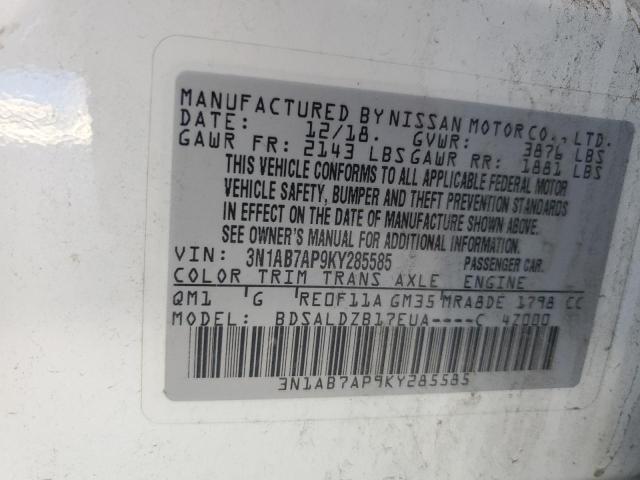 MANUFACTURED BY NISSAN MOTOR CO., LTD.
DATE: 12/18. GVWR: 3876 LBS
GAWR FR: 2143 LBS GAWR RR: 1881 LBS
THIS VEHICLE CONFORMS TO ALL APPLICABLE FEDERAL MOTOR
VEHICLE SAFETY, BUMPER AND THEFT PREVENTION STANDARDS
IN EFFECT ON THE DATE OF MANUFACTURE SHOWN ABOVE.
SEE OWNER'S MANUAL FOR ADDITIONAL INFORMATION.
VIN: 3N1AB7AP9KY285585 PASSENGER CAR.
COLOR TRIM TRANS AXLE ENGINE
QM1 G RE0F11A GM35 MRA8DE 1798 CC
MODEL: BDSALDZB17EUA----C 47000
3N1AB7AP9KY285585